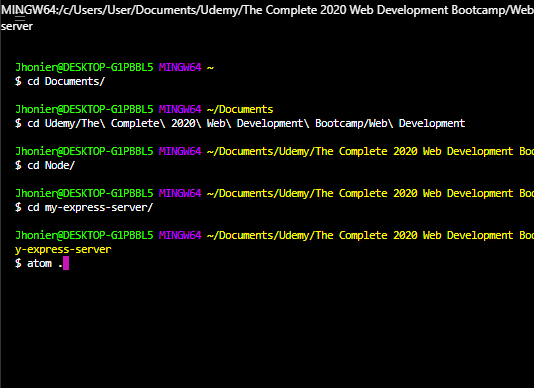 MINGW64:/c/Users/User/Documents/Udemy/The Complete 2020 Web Development Bootcamp/Web
server
Jhonier@DESKTOP-G1PBBL5 MINGW64 ~
$ cd Documents/
Jhonier@DESKTOP-G1PBBL5 MINGW64 ~/Documents
$ cd Udemy/The\ Complete\ 2020\ Web\ Development\ Bootcamp/Web\ Development
Jhonier@DESKTOP-G1PBBL5 MINGW64 ~/Documents/Udemy/The Complete 2020 Web Development Boo
$ cd Node/
Jhonier@DESKTOP-G1PBBL5 MINGW64 ~/Documents/Udemy/The Complete 2020 Web Development Boo
$ cd my-express-server/
Jhonier@DESKTOP-G1PBBL5 MINGW64 ~/Documents/Udemy/The Complete 2020 Web Development Boo
y-express-server
$ atom .